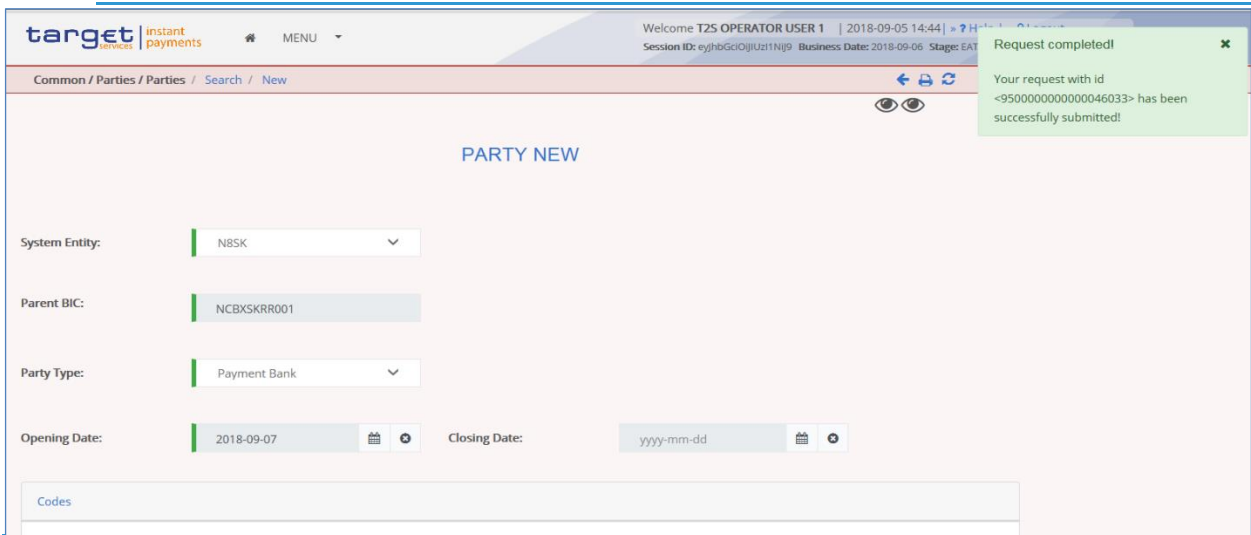 target services instant payments MENU
Welcome T2S OPERATOR USER 1 | 2018-09-05 14:44 | » ?
Session ID: Business Date: 2018-09-06 Stage: EAT
Request completed!
Your request with id
<9500000000000046033> has been
successfully submitted!
Common / Parties / Parties / Search / New
PARTY NEW
System Entity: N8SK
Parent BIC: NCBXSKRR001
Party Type: Payment Bank
Opening Date: 2018-09-07 Closing Date: yyyy-mm-dd
Codes